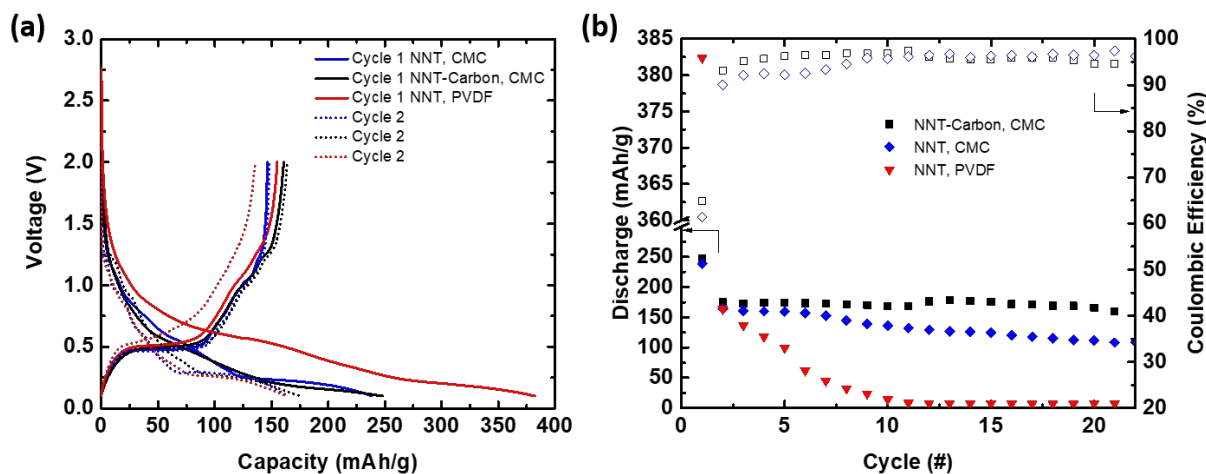 (a)
3.0
2.5
2.0
1.5
1.0
0.5
0.0
Voltage (V)
0 50 100 150 200 250 300 350 400
Capacity (mAh/g)
Cycle 1 NNT, CMC
Cycle 1 NNT-Carbon, CMC
Cycle 1 NNT, PVDF
Cycle 2
Cycle 2
Cycle 2
(b)
385
380
375
370
365
360
250
200
150
100
50
0
Discharge (mAh/g)
0 5 10 15 20
Cycle (#)
100
90
80
70
60
50
40
30
20
Coulombic Efficiency (%)
NNT-Carbon, CMC
NNT, CMC
NNT, PVDF